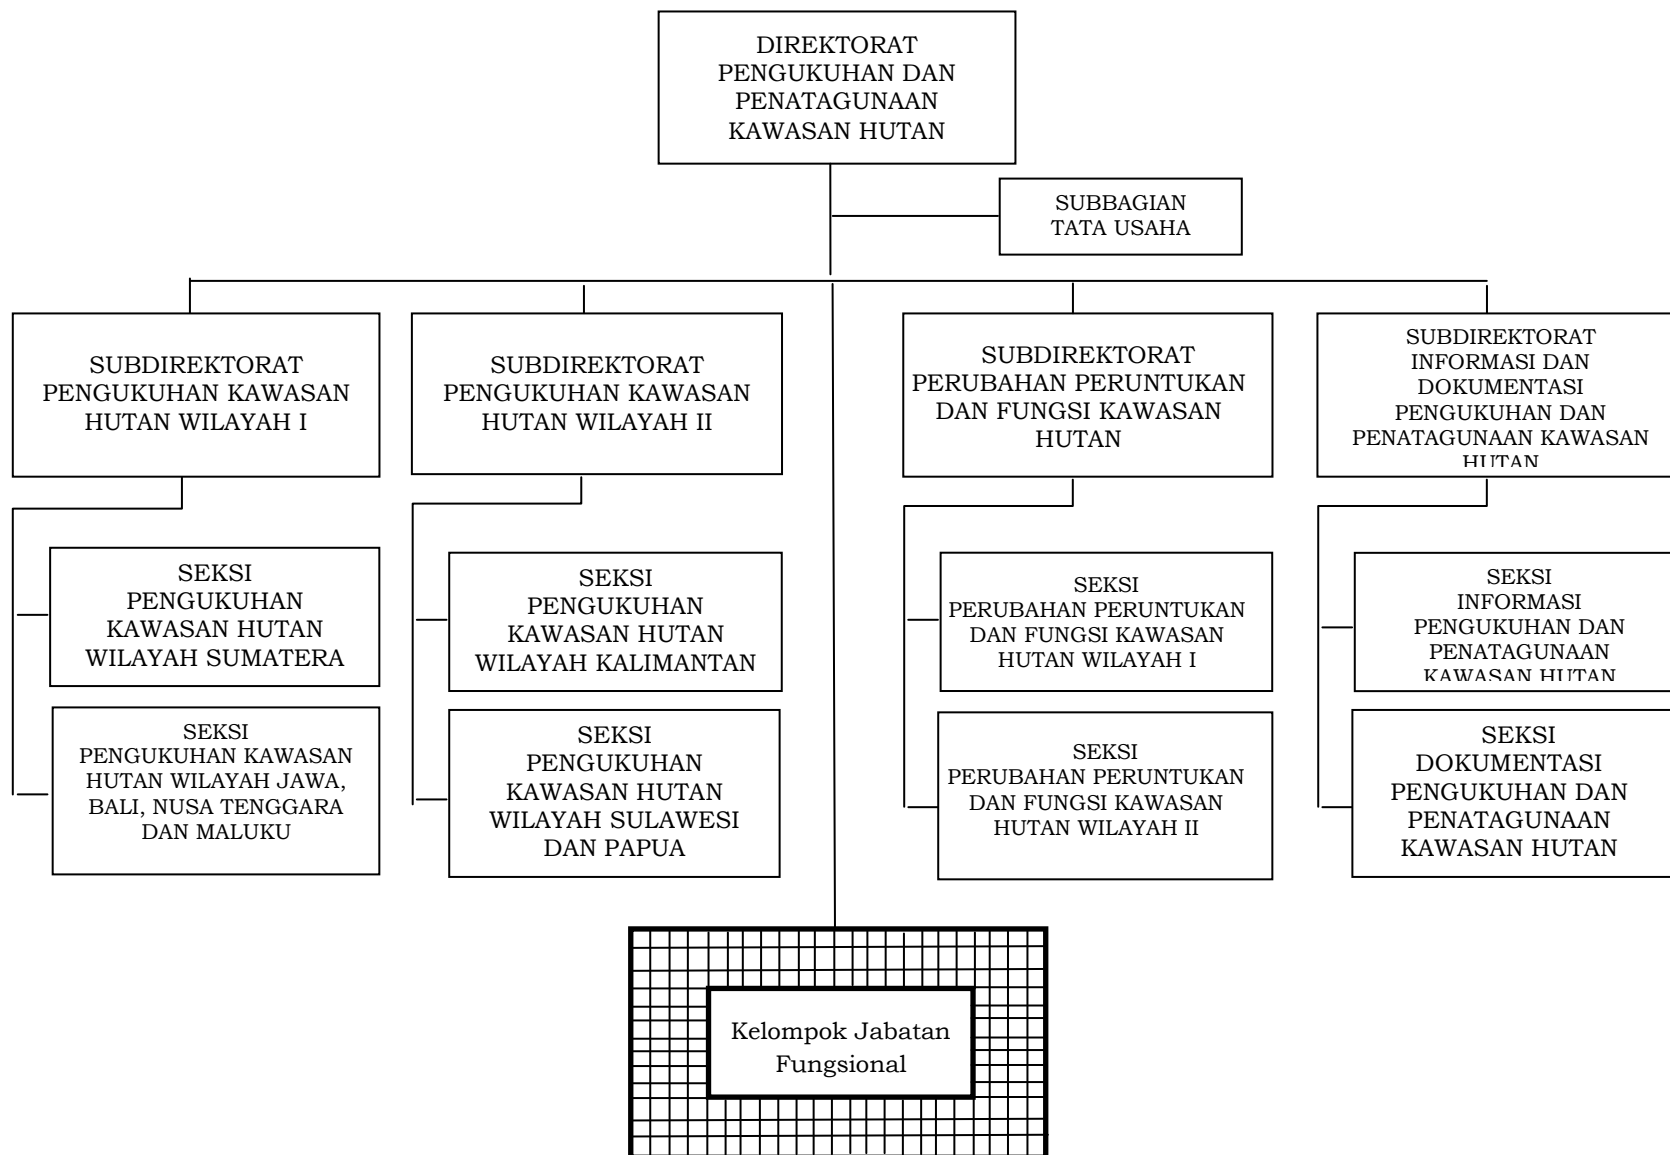 DIREKTORAT
PENGUKUHAN DAN
PENATAGUNAAN
KAWASAN HUTAN
SUBBAGIAN
TATA USAHA
SUBDIREKTORAT
PENGUKUHAN KAWASAN
HUTAN WILAYAH I
SUBDIREKTORAT
PENGUKUHAN KAWASAN
HUTAN WILAYAH II
SUBDIREKTORAT
PERUBAHAN PERUNTUKAN
DAN FUNGSI KAWASAN
HUTAN
SUBDIREKTORAT
INFORMASI DAN
DOKUMENTASI
PENGUKUHAN DAN
PENATAGUNAAN KAWASAN
HUTAN
SEKSI
PENGUKUHAN
KAWASAN HUTAN
WILAYAH SUMATERA
SEKSI
PENGUKUHAN
KAWASAN HUTAN
WILAYAH KALIMANTAN
SEKSI
PERUBAHAN PERUNTUKAN
DAN FUNGSI KAWASAN
HUTAN WILAYAH I
SEKSI
INFORMASI
PENGUKUHAN DAN
PENATAGUNAAN
KAWASAN HUTAN
SEKSI
PENGUKUHAN KAWASAN
HUTAN WILAYAH JAWA,
BALI, NUSA TENGGARA
DAN MALUKU
SEKSI
PENGUKUHAN
KAWASAN HUTAN
WILAYAH SULAWESI
DAN PAPUA
SEKSI
PERUBAHAN PERUNTUKAN
DAN FUNGSI KAWASAN
HUTAN WILAYAH II
SEKSI
DOKUMENTASI
PENGUKUHAN DAN
PENATAGUNAAN
KAWASAN HUTAN
Kelompok Jabatan
Fungsional